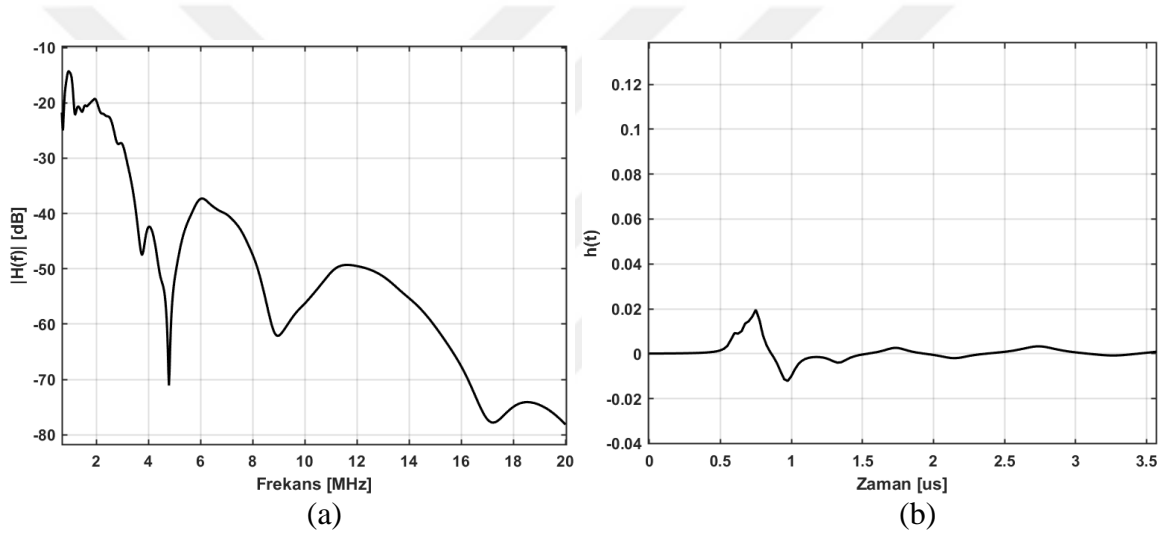 -10
-20
-30
-40
-50
-60
-70
-80
|H(f)| [dB]
2 4 6 8 10 12 14 16 18 20
Frekans [MHz]
(a)
0.12
0.1
0.08
0.06
0.04
0.02
0
-0.02
-0.04
h(t)
0 0.5 1 1.5 2 2.5 3 3.5
Zaman [us]
(b)